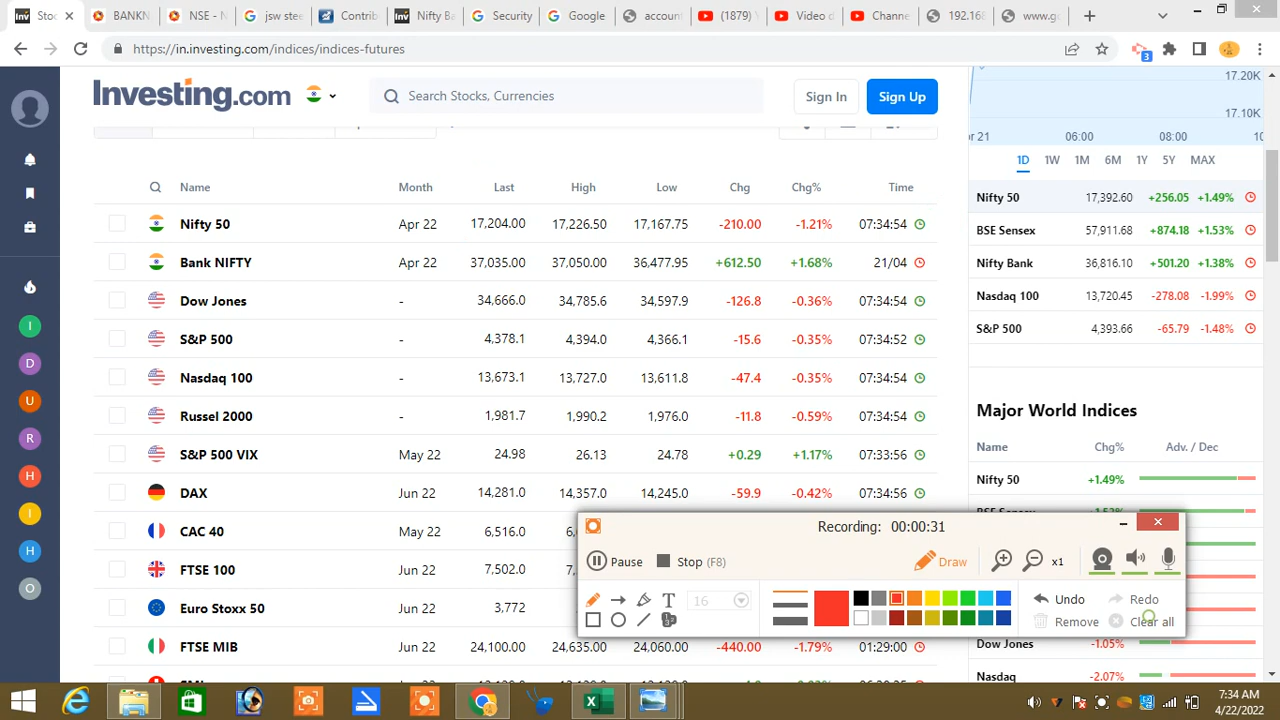 Stoc
BANKN
NSE - N
jsw stee
Contrib
Nifty Ba
Security
Google
account
(1879) Y
Video d
Channe
192.168
www.go
https://in.investing.com/indices/indices-futures
3
Investing.com
Search Stocks, Currencies
Sign In
Sign Up
Name Month Last High Low Chg Chg% Time
Nifty 50 Apr 22 17,204.00 17,226.50 17,167.75 -210.00 -1.21% 07:34:54
Bank NIFTY Apr 22 37,035.00 37,050.00 36,477.95 +612.50 +1.68% 21/04
Dow Jones - 34,666.0 34,785.6 34,597.9 -126.8 -0.36% 07:34:54
S&P 500 - 4,378.1 4,394.0 4,366.1 -15.6 -0.35% 07:34:52
Nasdaq 100 - 13,673.1 13,727.0 13,611.8 -47.4 -0.35% 07:34:54
Russel 2000 - 1,981.7 1,976.0 -11.8 -0.59% 07:34:54
S&P 500 VIX May 22 24.98 26.13 24.78 +0.29 +1.17% 07:33:56
DAX Jun 22 14,281.0 14,357.0 14,245.0 -59.9 -0.42% 07:34:56
CAC 40 May 22 6,516.0
FTSE 100 Jun 22 7,502.0
Euro Stoxx 50 Jun 22 3,772
FTSE MIB Jun 22 24,100.00 24,635.00 24,060.00 -440.00 -1.79% 01:29:00
I
D
U
R
H
I
H
O
17.20K
17.10K
or 21 06:00 08:00 10
1D 1W 1M 6M 1Y 5Y MAX
Nifty 50 17,392.60 +256.05 +1.49%
BSE Sensex 57,911.68 +874.18 +1.53%
Nifty Bank 36,816.10 +501.20 +1.38%
Nasdaq 100 13,720.45 -278.08 -1.99%
S&P 500 4,393.66 -65.79 -1.48%
Major World Indices
Name Chg% Adv. / Dec
Nifty 50 +1.49%
Dow Jones -1.05%
Nasdaq -2.07%
Recording: 00:00:31
Pause
Stop (F8)
Draw
x1
T
16
Undo
Redo
Remove
Clear all
7:34 AM
4/22/2022